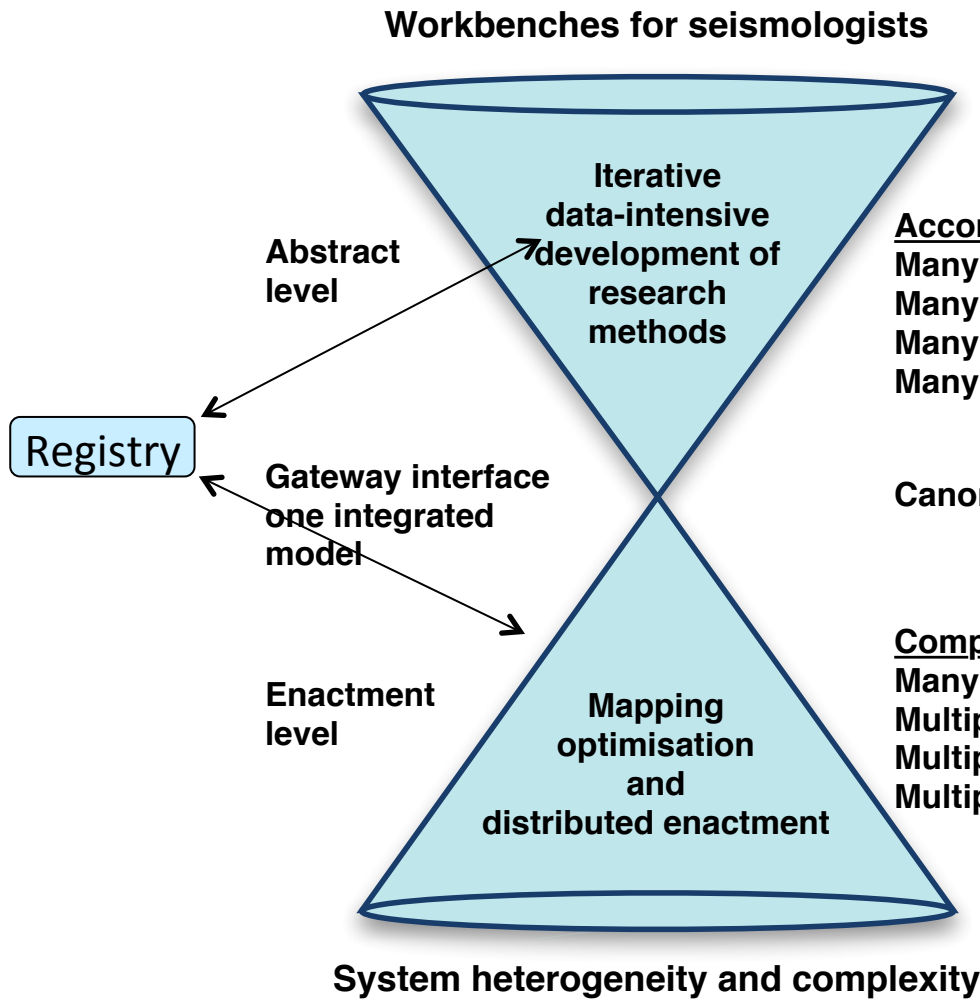 Workbenches for seismologists
Iterative
data-intensive
development of
research
methods
Abstract
level
Many
Many
Many
Many
Registry
Gateway interface
one integrated
model
Enactment
level
Many
Mapping
optimisation
and
distributed enactment
System heterogeneity and complexity